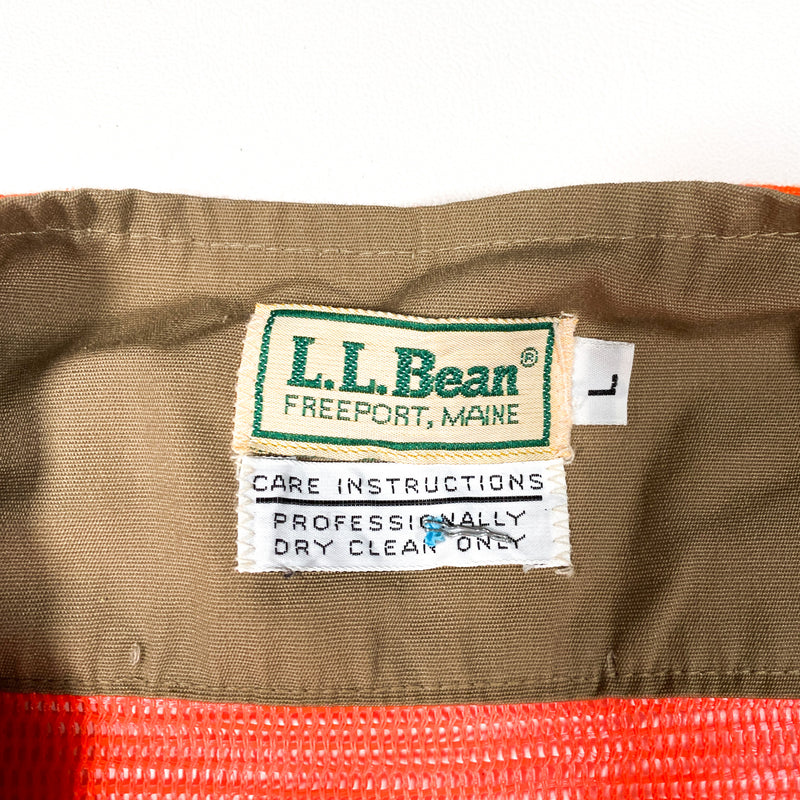 L.L.Bean®
FREEPORT, MAINE
L
CARE INSTRUCTIONS
PROFESSIONALLY
DRY CLEAN ONLY